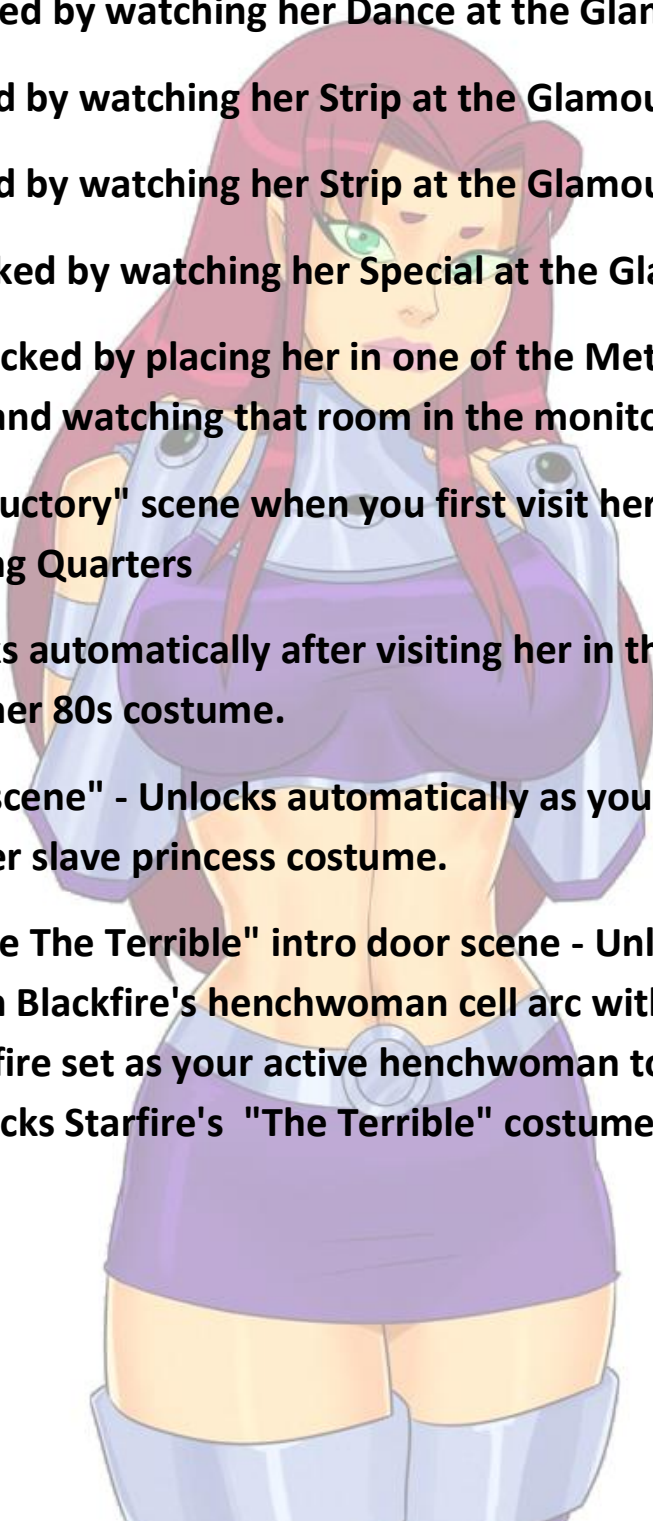 ed by watching her Dance at the Glam
d by watching her Strip at the Glamou
d by watching her Strip at the Glamou
ked by watching her Special at the Gla
cked by placing her in one of the Met
and watching that room in the monito
uctory" scene when you first visit her
ng Quarters
s automatically after visiting her in th
her 80s costume.
scene" - Unlocks automatically as you
er slave princess costume.
e The Terrible" intro door scene - Unl
n Blackfire's henchwoman cell arc with
fire set as your active henchwoman to
cks Starfire's "The Terrible" costume